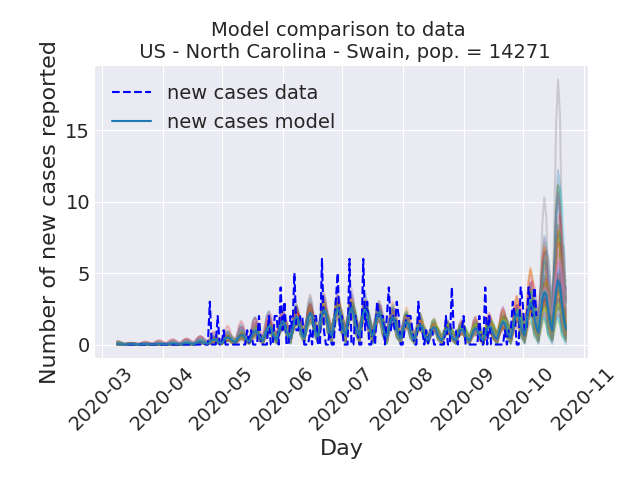 Model comparison to data
US - North Carolina - Swain, pop. = 14271
Number of new cases reported
new cases data
new cases model
15
10
5
0
2020-03
2020-04
2020-05
2020-06
2020-07
2020-08
2020-09
2020-10
2020-11
Day